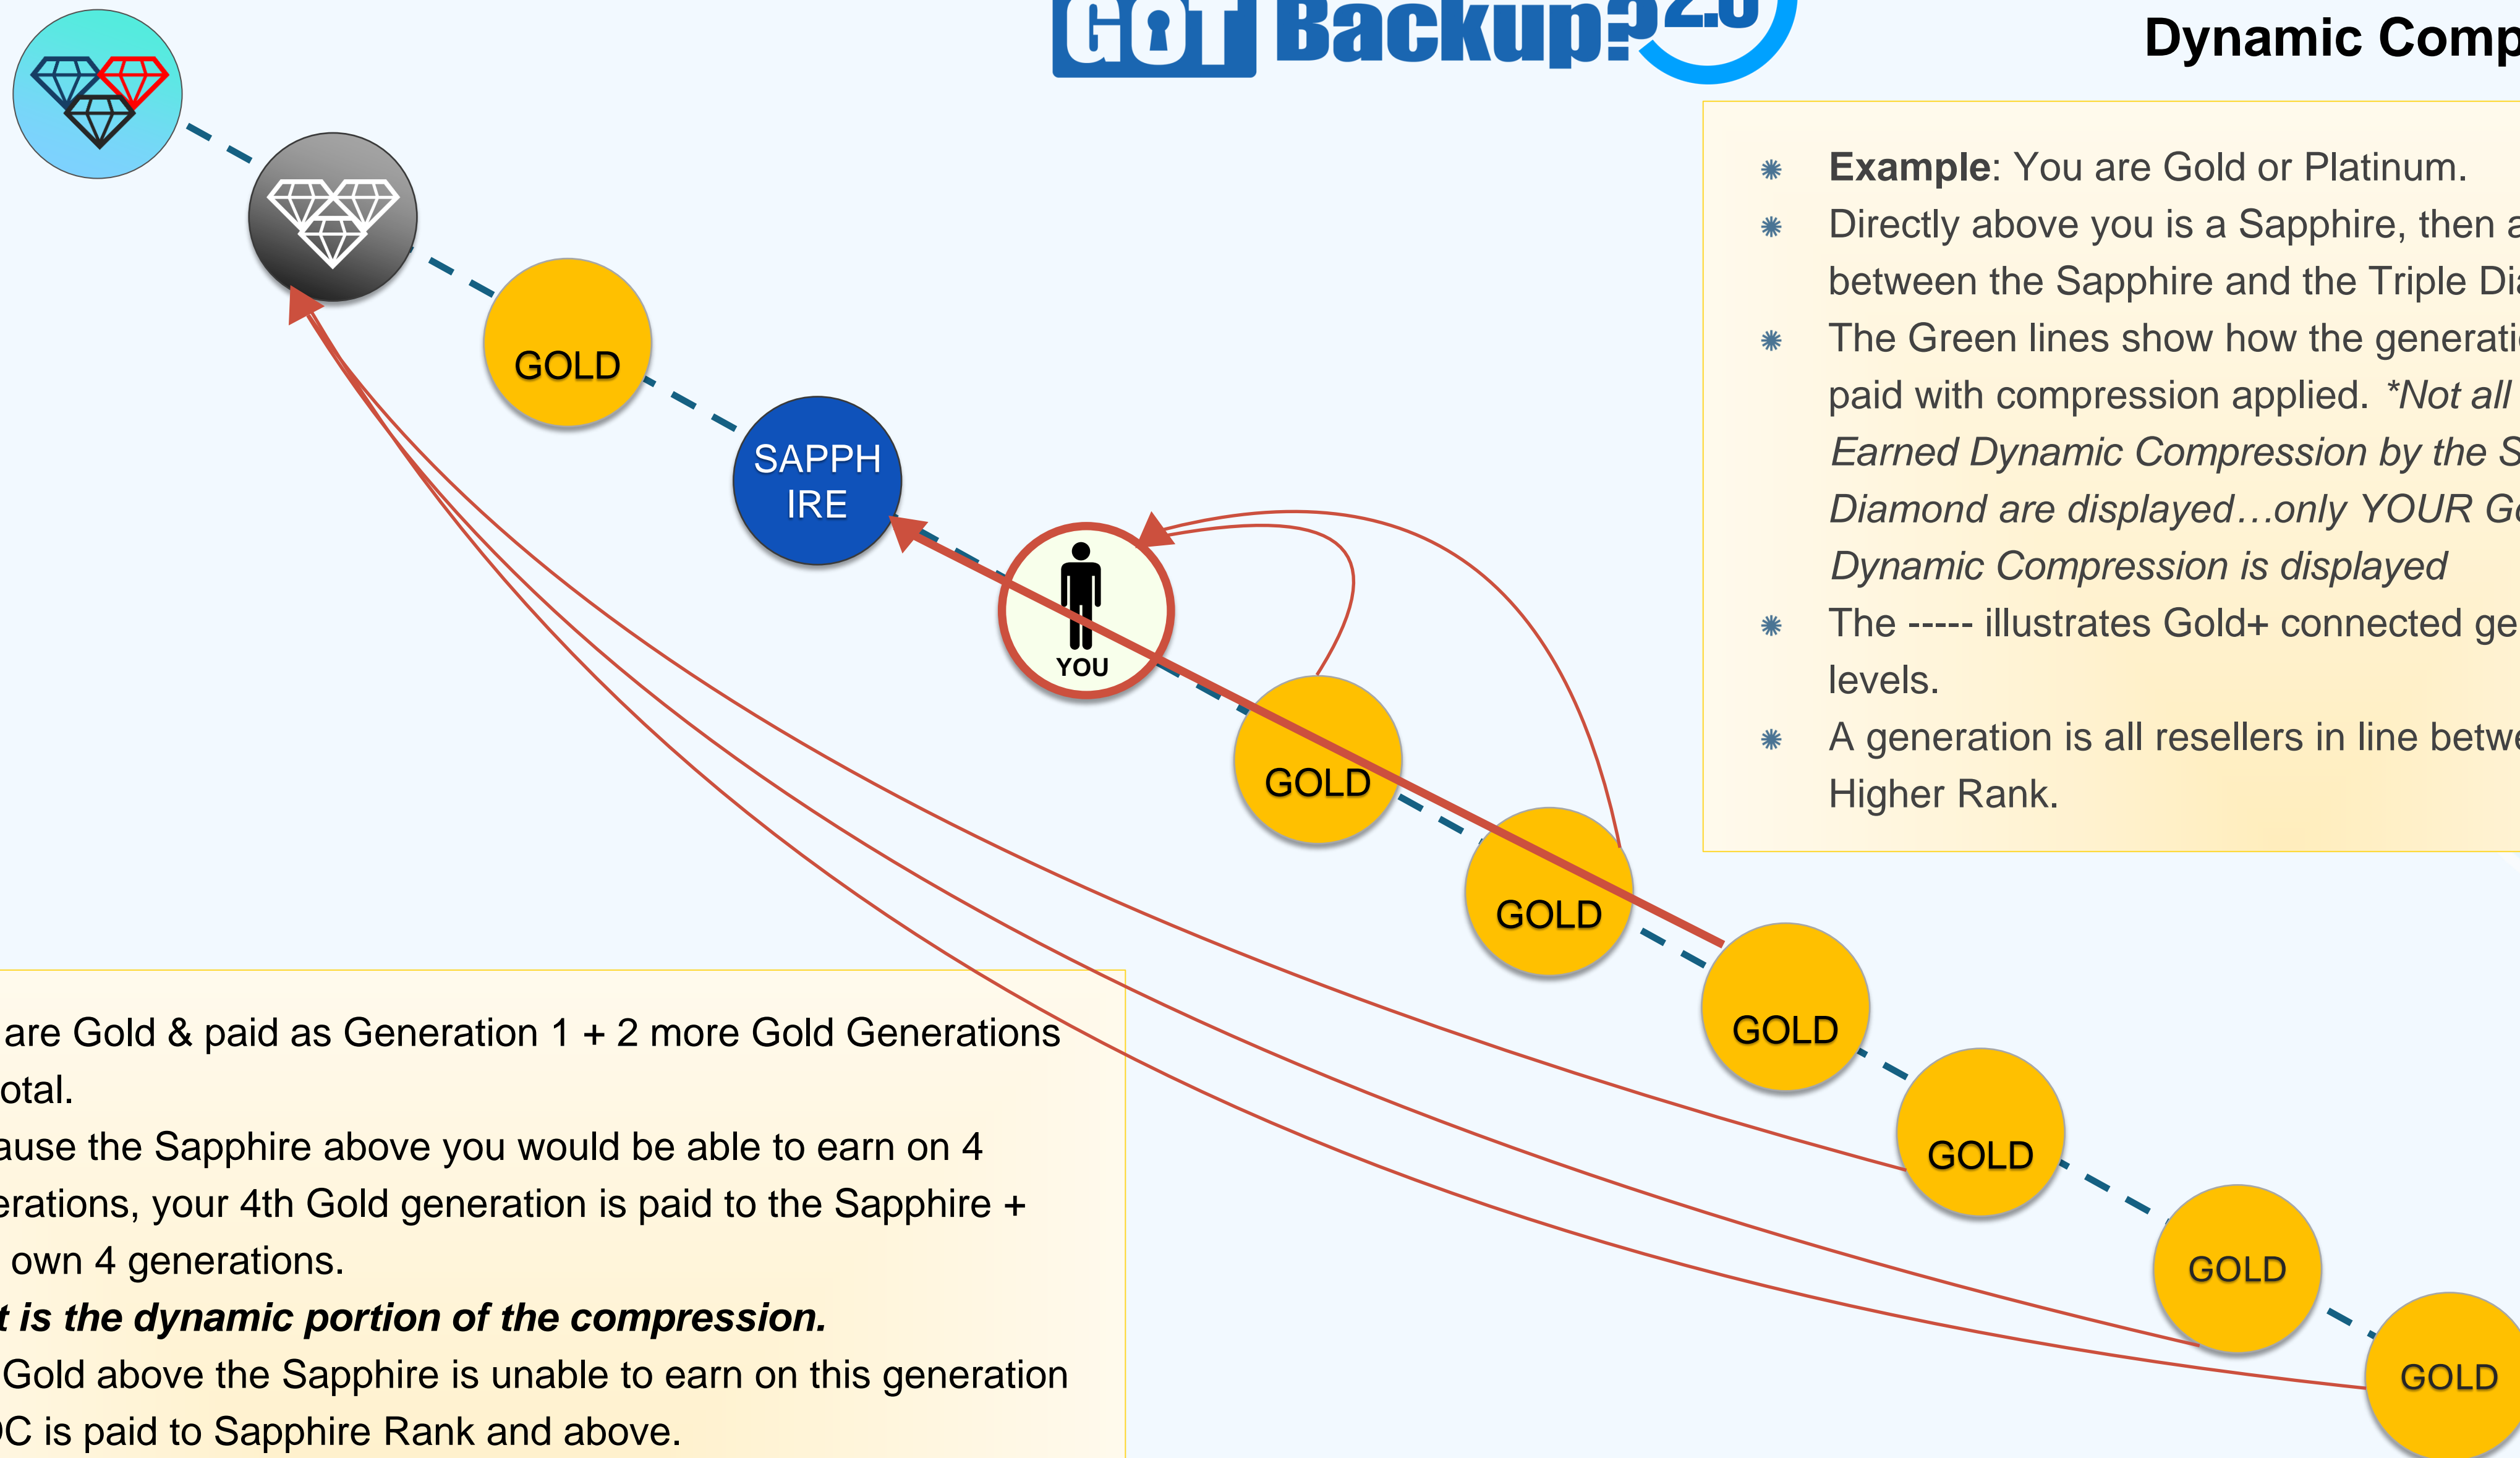 GOT Backup? 2.0
Dynamic Comp
Example: You are Gold or Platinum.
Directly above you is a Sapphire, then a
between the Sapphire and the Triple Dia
The Green lines show how the generati
paid with compression applied. *Not all
Earned Dynamic Compression by the S
Diamond are displayed…only YOUR Go
Dynamic Compression is displayed
The ----- illustrates Gold+ connected ge
levels.
A generation is all resellers in line betwe
Higher Rank.
GOLD
SAPPH
IRE
YOU
GOLD
GOLD
GOLD
GOLD
GOLD
GOLD
are Gold & paid as Generation 1 + 2 more Gold Generations
otal.
ause the Sapphire above you would be able to earn on 4
erations, your 4th Gold generation is paid to the Sapphire +
own 4 generations.
t is the dynamic portion of the compression.
Gold above the Sapphire is unable to earn on this generation
DC is paid to Sapphire Rank and above.